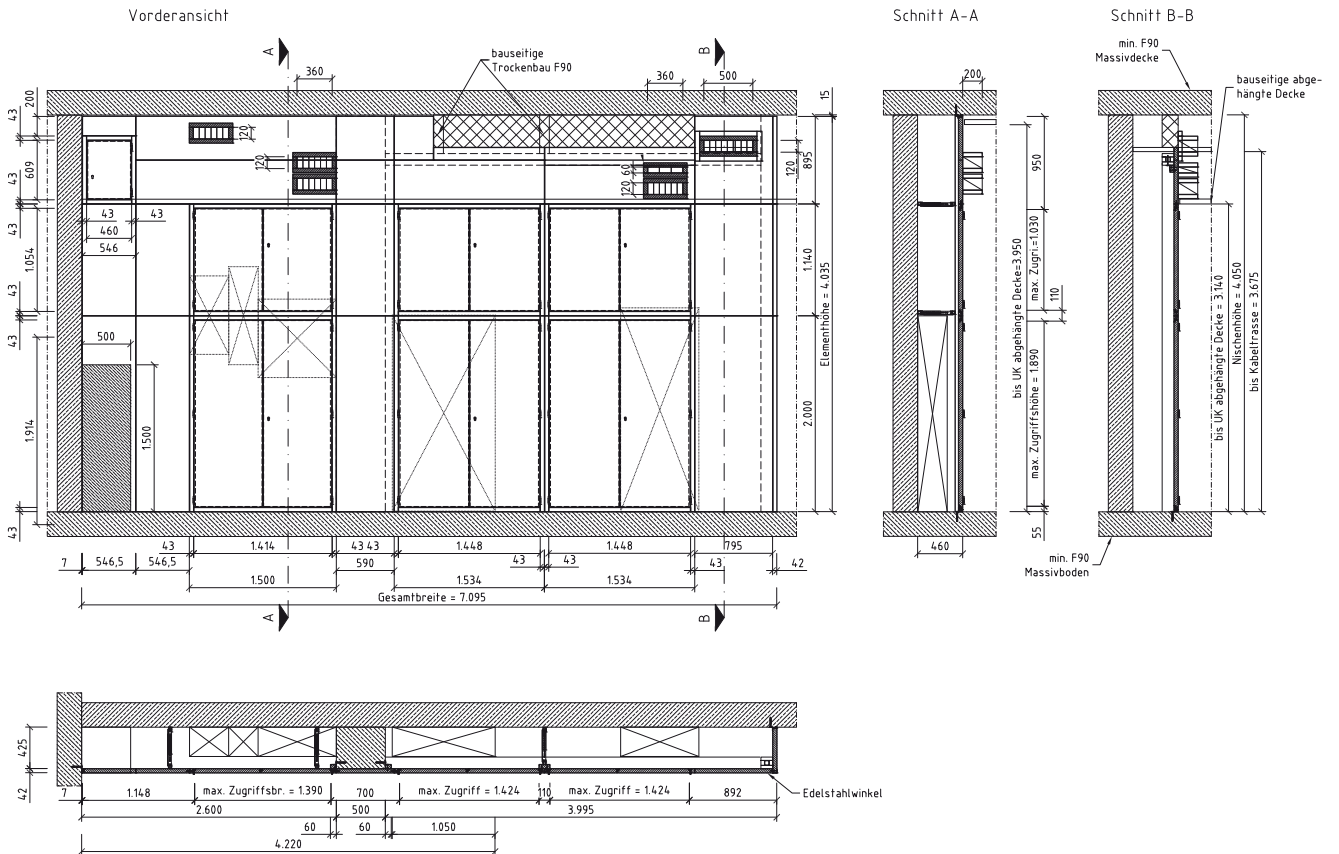 Vorderansicht
Schnitt A-A
Schnitt B-B
A
B
bauseitige
Trockenbau F90
min. F90
Massivdecke
bauseitige abge-
hängte Decke
360
360
500
200
43
200
15
120
120
120
60
120
895
43
609
43
950
43
43
460
546
43
1.054
43
1.140
Elementhöhe = 4.035
bis UK abgehängte Decke=3.950
max. Zugri.=1.030
110
43
500
1.914
1.500
2.000
max. Zugriffshöhe = 1.890
bis UK abgehängte Decke = 3.140
Nischenhöhe = 4.050
bis Kabeltrasse = 3.675
43
55
43
1.414
43 43
1.448
1.448
795
460
7
546,5
546,5
590
43
43
43
42
1.500
1.534
1.534
min. F90
Massivboden
Gesamtbreite = 7.095
A
B
425
42
7
1.148
max. Zugriffsbr. = 1.390
700
max. Zugriff = 1.424
110
max. Zugriff = 1.424
892
Edelstahlwinkel
2.600
500
3.995
60
60
1.050
4.220